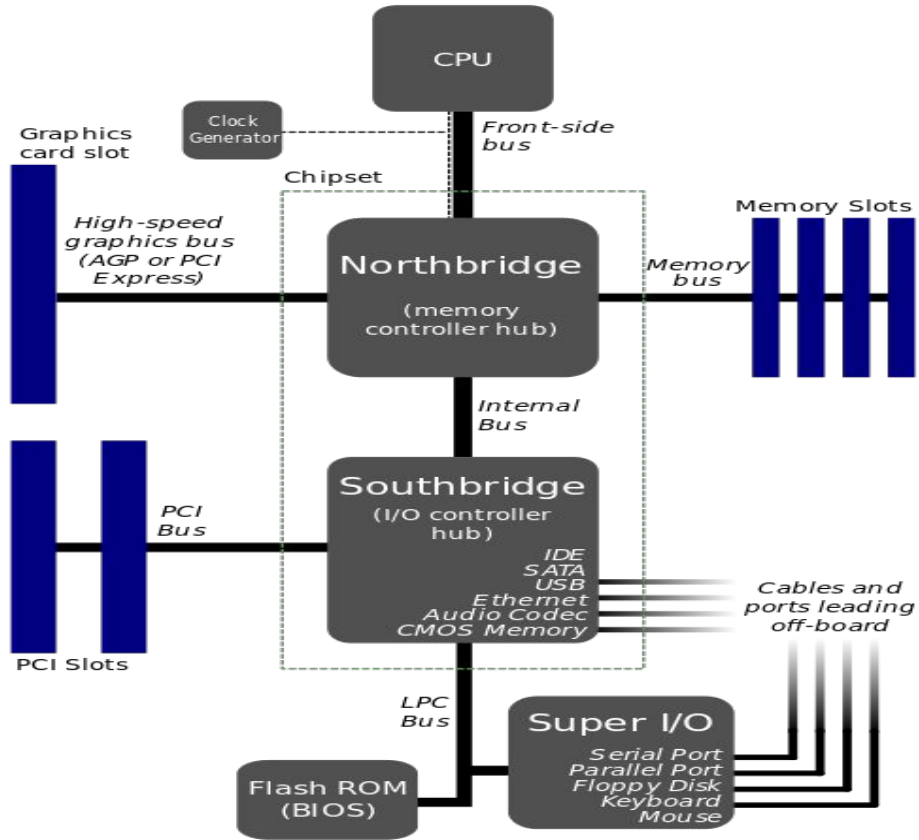 CPU
Clock
Generator
Front-side
bus
Graphics
card slot
Chipset
High-speed
graphics bus
(AGP or PCI
Express)
Northbridge
(memory
controller hub)
Memory
bus
Memory Slots
Internal
Bus
Southbridge
(I/O controller
hub)
IDE
SATA
USB
Ethernet
Audio Codec
CMOS Memory
PCI
Bus
PCI Slots
Cables and
ports leading
off-board
LPC
Bus
Super I/O
Serial Port
Parallel Port
Floppy Disk
Keyboard
Mouse
Flash ROM
(BIOS)